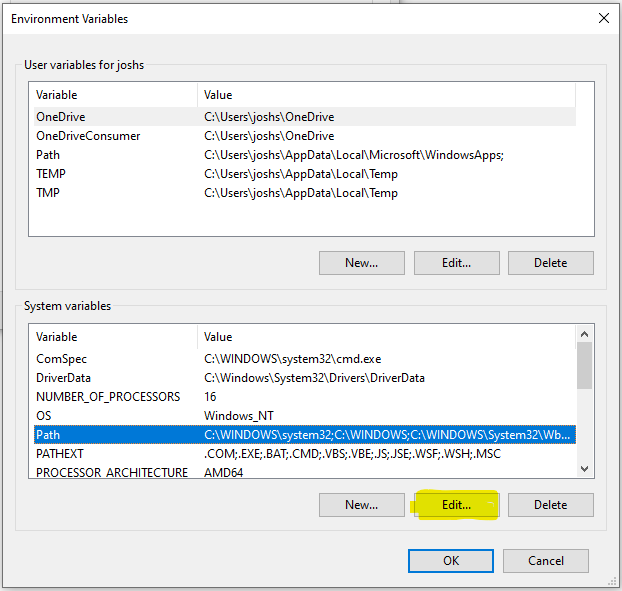 Environment Variables
User variables for joshs
Variable Value
OneDrive C:\Users\joshs\OneDrive
OneDriveConsumer C:\Users\joshs\OneDrive
Path C:\Users\joshs\AppData\Local\Microsoft\WindowsApps;
TEMP C:\Users\joshs\AppData\Local\Temp
TMP C:\Users\joshs\AppData\Local\Temp
New... Edit... Delete
System variables
Variable Value
ComSpec C:\WINDOWS\system32\cmd.exe
DriverData C:\Windows\System32\Drivers\DriverData
NUMBER_OF_PROCESSORS 16
OS Windows_NT
Path C:\WINDOWS\system32;C:\WINDOWS;C:\WINDOWS\System32\Wb...
PATHEXT .COM;.EXE;.BAT;.CMD;.VBS;.VBE;.JS;.JSE;.WSF;.WSH;.MSC
PROCESSOR_ARCHITECTURE AMD64
New... Edit... Delete
OK Cancel